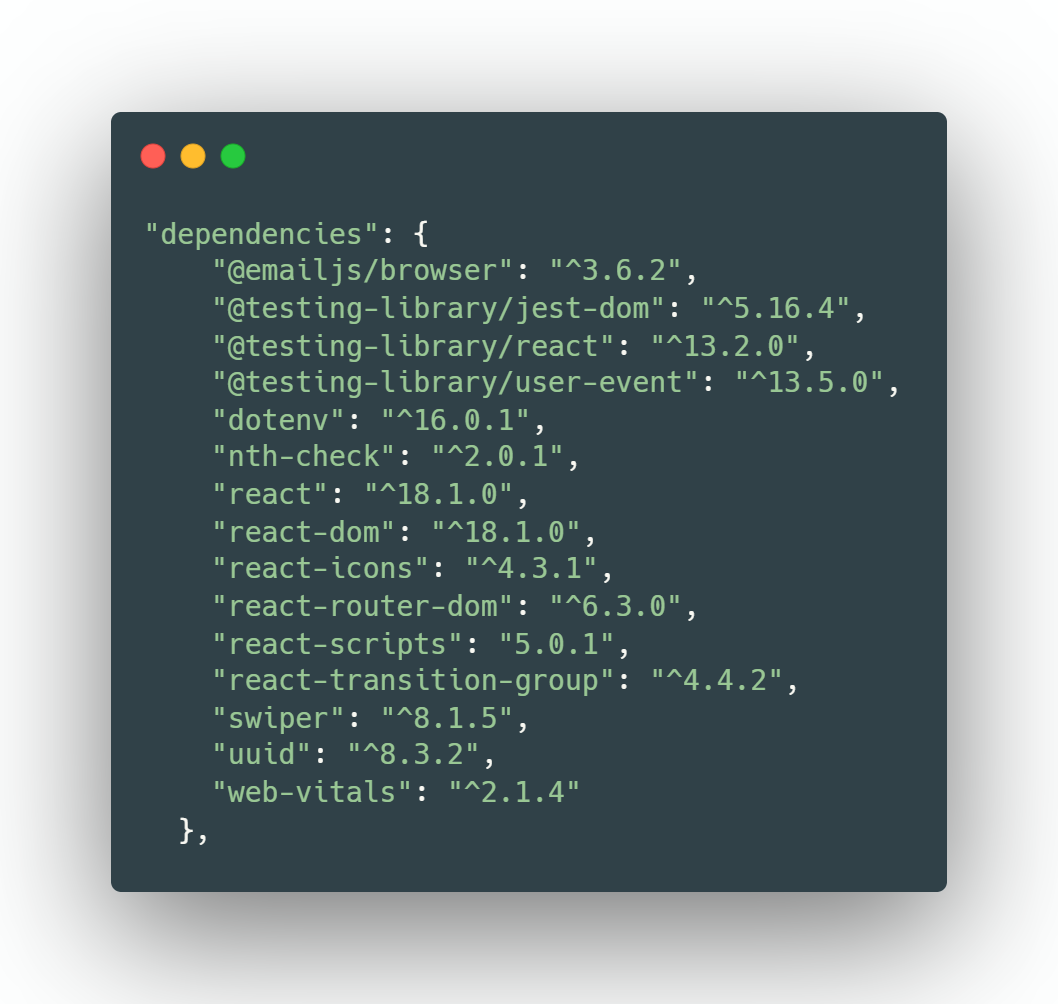 "dependencies": {
    "@emailjs/browser": "^3.6.2",
    "@testing-library/jest-dom": "^5.16.4",
    "@testing-library/react": "^13.2.0",
    "@testing-library/user-event": "^13.5.0",
    "dotenv": "^16.0.1",
    "nth-check": "^2.0.1",
    "react": "^18.1.0",
    "react-dom": "^18.1.0",
    "react-icons": "^4.3.1",
    "react-router-dom": "^6.3.0",
    "react-scripts": "5.0.1",
    "react-transition-group": "^4.4.2",
    "swiper": "^8.1.5",
    "uuid": "^8.3.2",
    "web-vitals": "^2.1.4"
  },